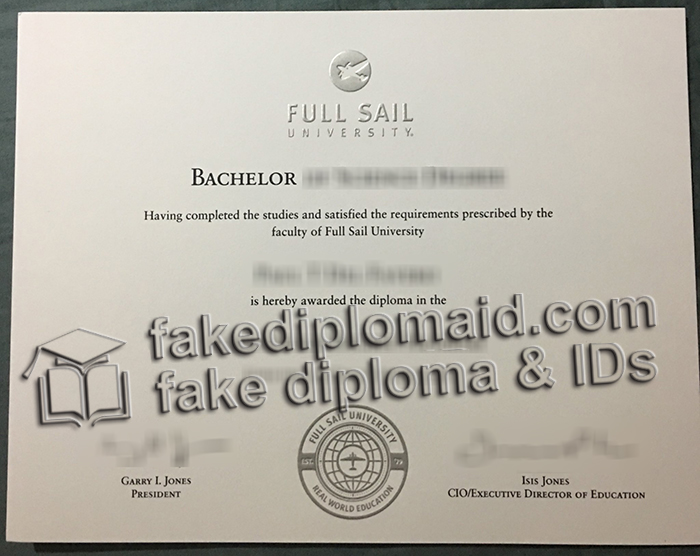 FULL SAIL
UNIVERSITY.
BACHELOR
Having completed the studies and satisfied the requirements prescribed by the
faculty of Full Sail University
is hereby awarded the diploma in the
fakediplomaid.com
fake diploma & IDs
FULL SAIL UNIVERSITY
EST. 79
REAL WORLD EDUCATION
GARRY I. JONES
PRESIDENT
ISIS JONES
CIO/EXECUTIVE DIRECTOR OF EDUCATION